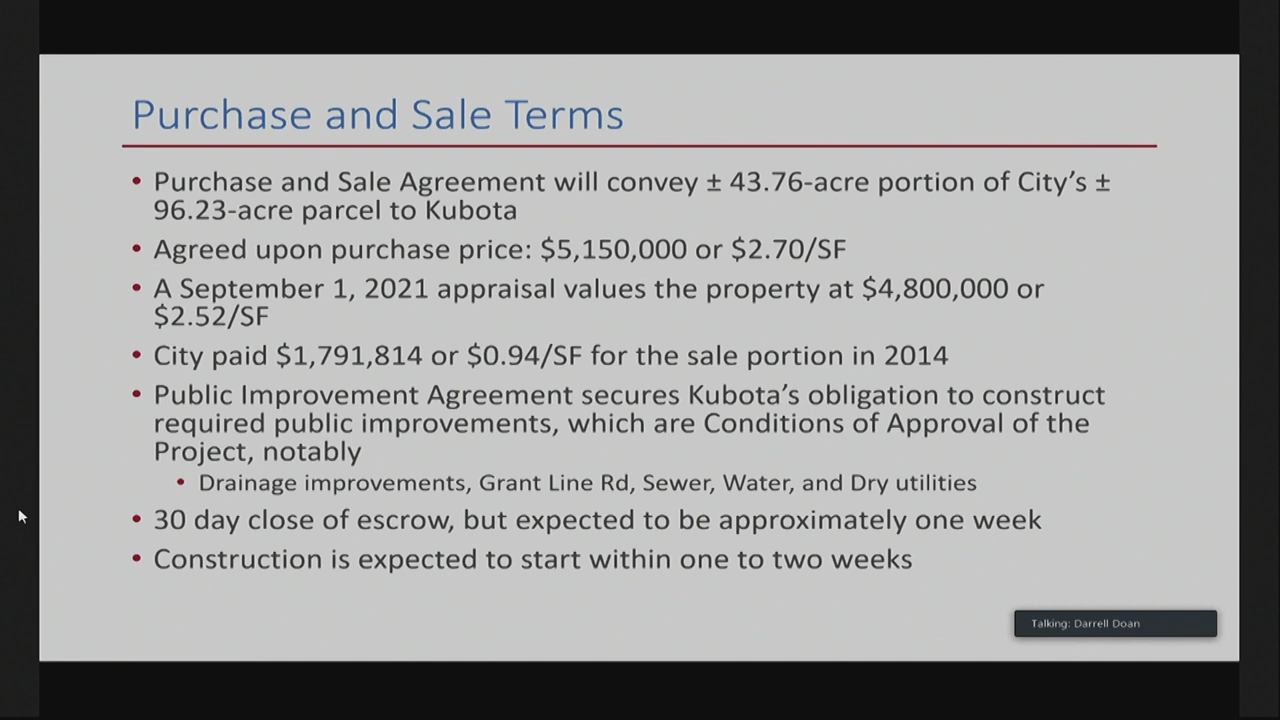 Purchase and Sale Terms
• Purchase and Sale Agreement will convey ± 43.76-acre portion of City’s ±
96.23-acre parcel to Kubota
• Agreed upon purchase price: $5,150,000 or $2.70/SF
• A September 1, 2021 appraisal values the property at $4,800,000 or
$2.52/SF
• City paid $1,791,814 or $0.94/SF for the sale portion in 2014
• Public Improvement Agreement secures Kubota’s obligation to construct
required public improvements, which are Conditions of Approval of the
Project, notably
• Drainage improvements, Grant Line Rd, Sewer, Water, and Dry utilities
• 30 day close of escrow, but expected to be approximately one week
• Construction is expected to start within one to two weeks
Talking: Darrell Doan